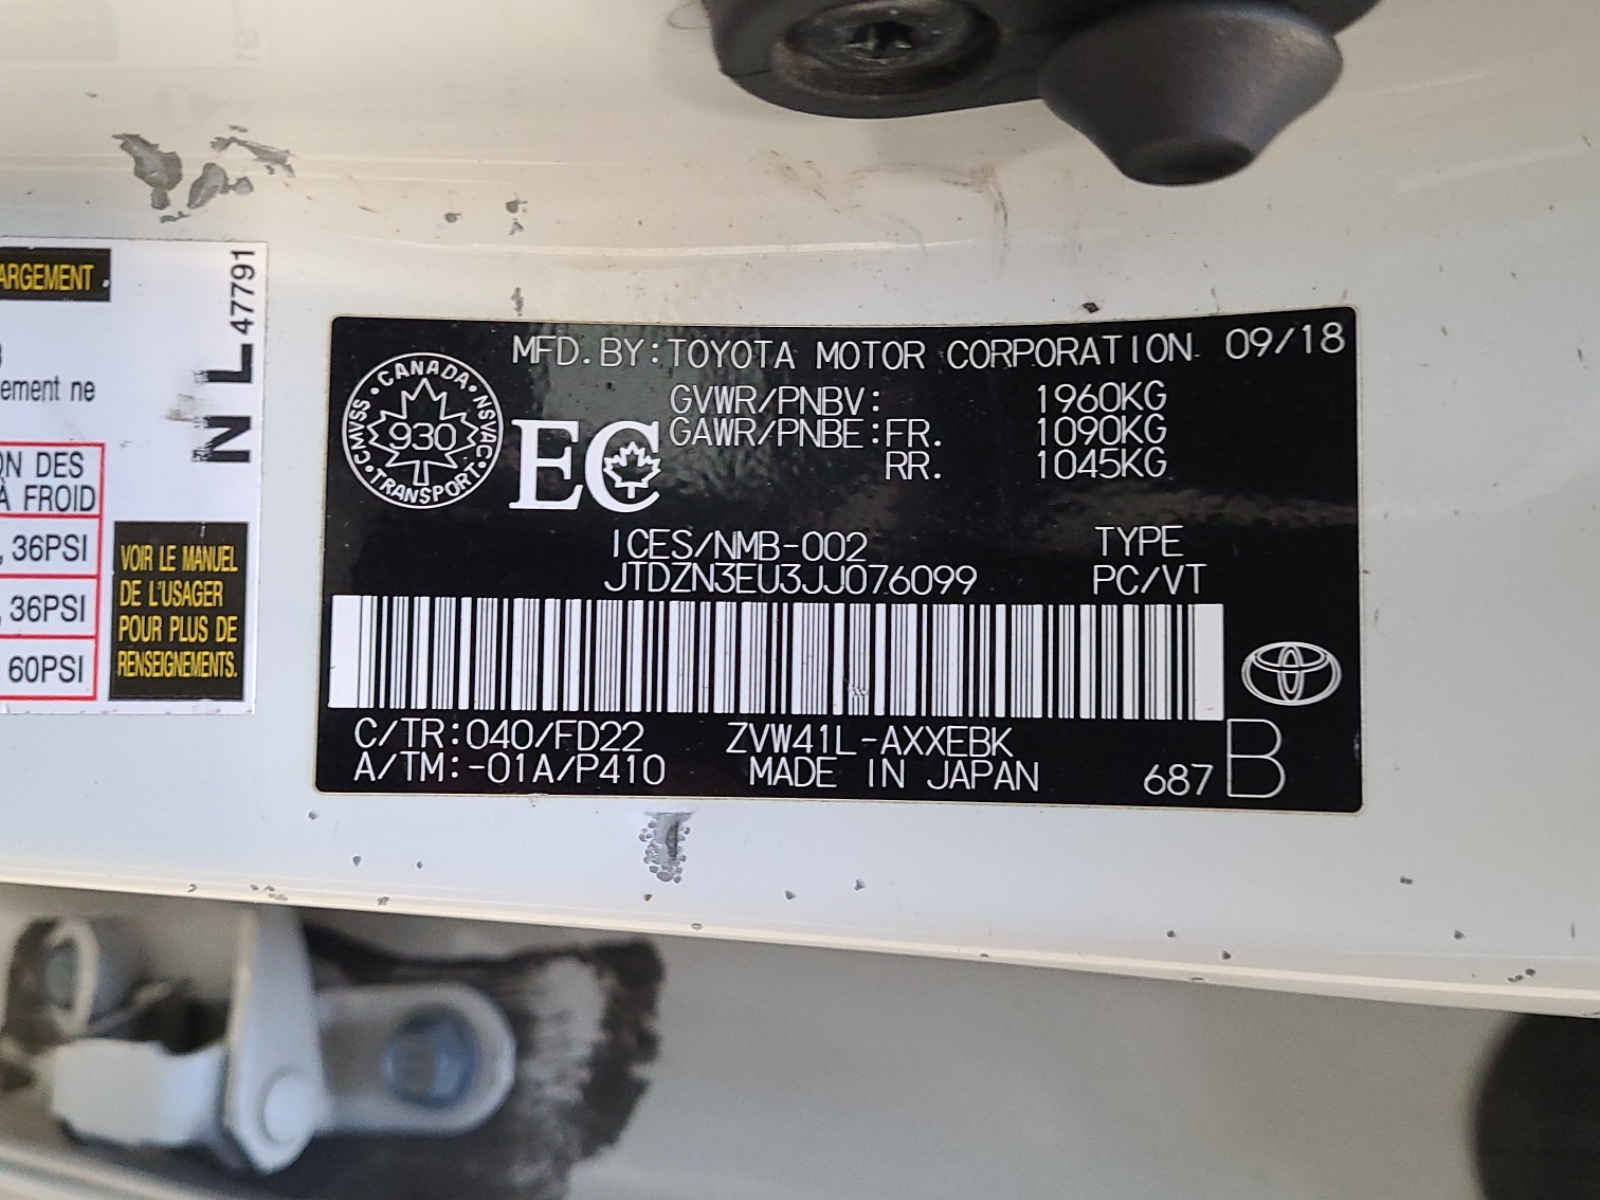 ARGEMENT
ement ne
ON DES
À FROID
, 36PSI
, 36PSI
60PSI
N L 47791
VOIR LE MANUEL
DE L'USAGER
POUR PLUS DE
RENSEIGNEMENTS.
MFD. BY: TOYOTA MOTOR CORPORATION 09/18
CANADA
CMVSS • 930 • NSVAC
TRANSPORT
EC
GVWR/PNBV: 1960KG
GAWR/PNBE: FR. 1090KG
RR. 1045KG
ICES/NMB-002 TYPE
JTDZN3EU3JJ076099 PC/VT
C/TR: 040/FD22 ZVW41L-AXXEBK
A/TM: -01A/P410 MADE IN JAPAN 687 B